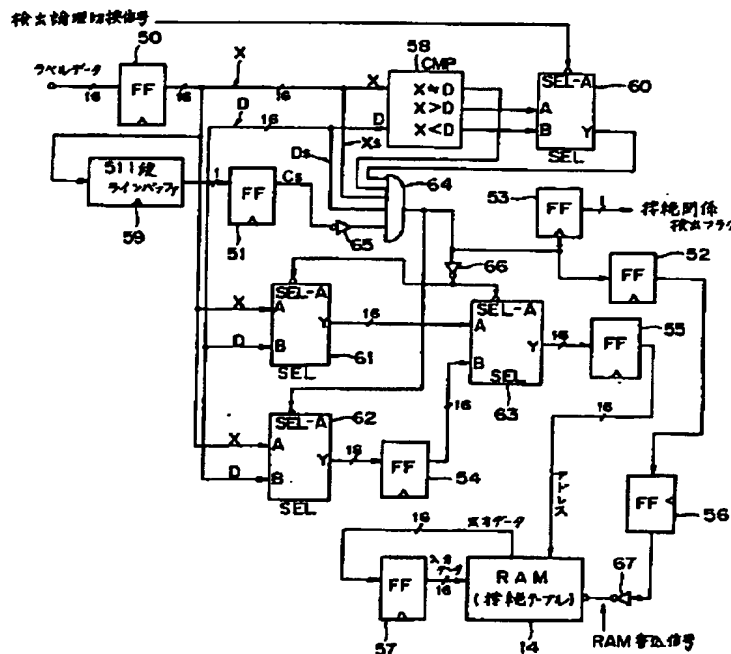 検出論理切換信号
50
ラベルデータ
16
FF
16
X
16
D
16
X
D
58
CMP
X=D
X>D
X<D
SEL-A
A
B
Y
SEL
60
Ds
Xs
511段
ラインバッファ
59
1
FF
51
Cs
65
64
53
FF
1
接続関係
検出フラグ
66
FF
52
X
D
SEL-A
A
B
Y
16
61
SEL
SEL-A
A
B
Y
SEL
63
16
16
FF
55
16
X
D
SEL-A
A
B
Y
62
SEL
16
FF
54
アドレス
FF
56
16
出力データ
FF
57
入力
データ
16
RAM
(接続テーブル)
14
67
RAM書込信号